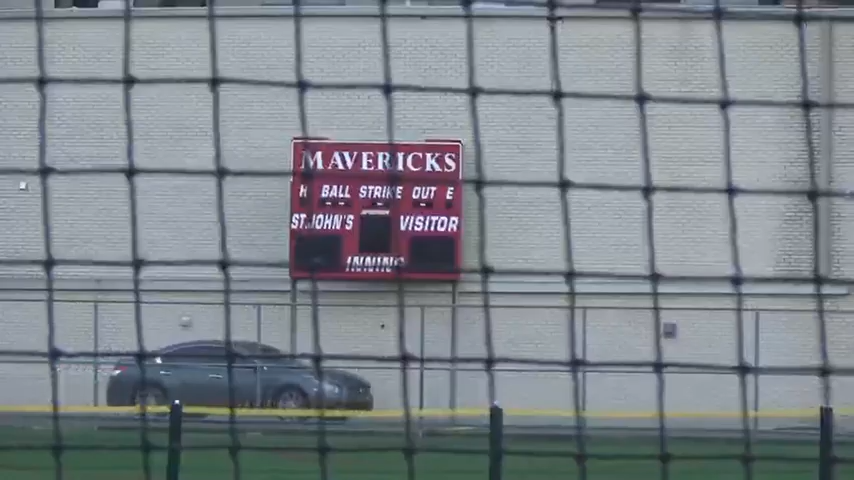 MAVERICKS
H BALL STRIKE OUT E
ST.JOHN'S VISITOR
INNING